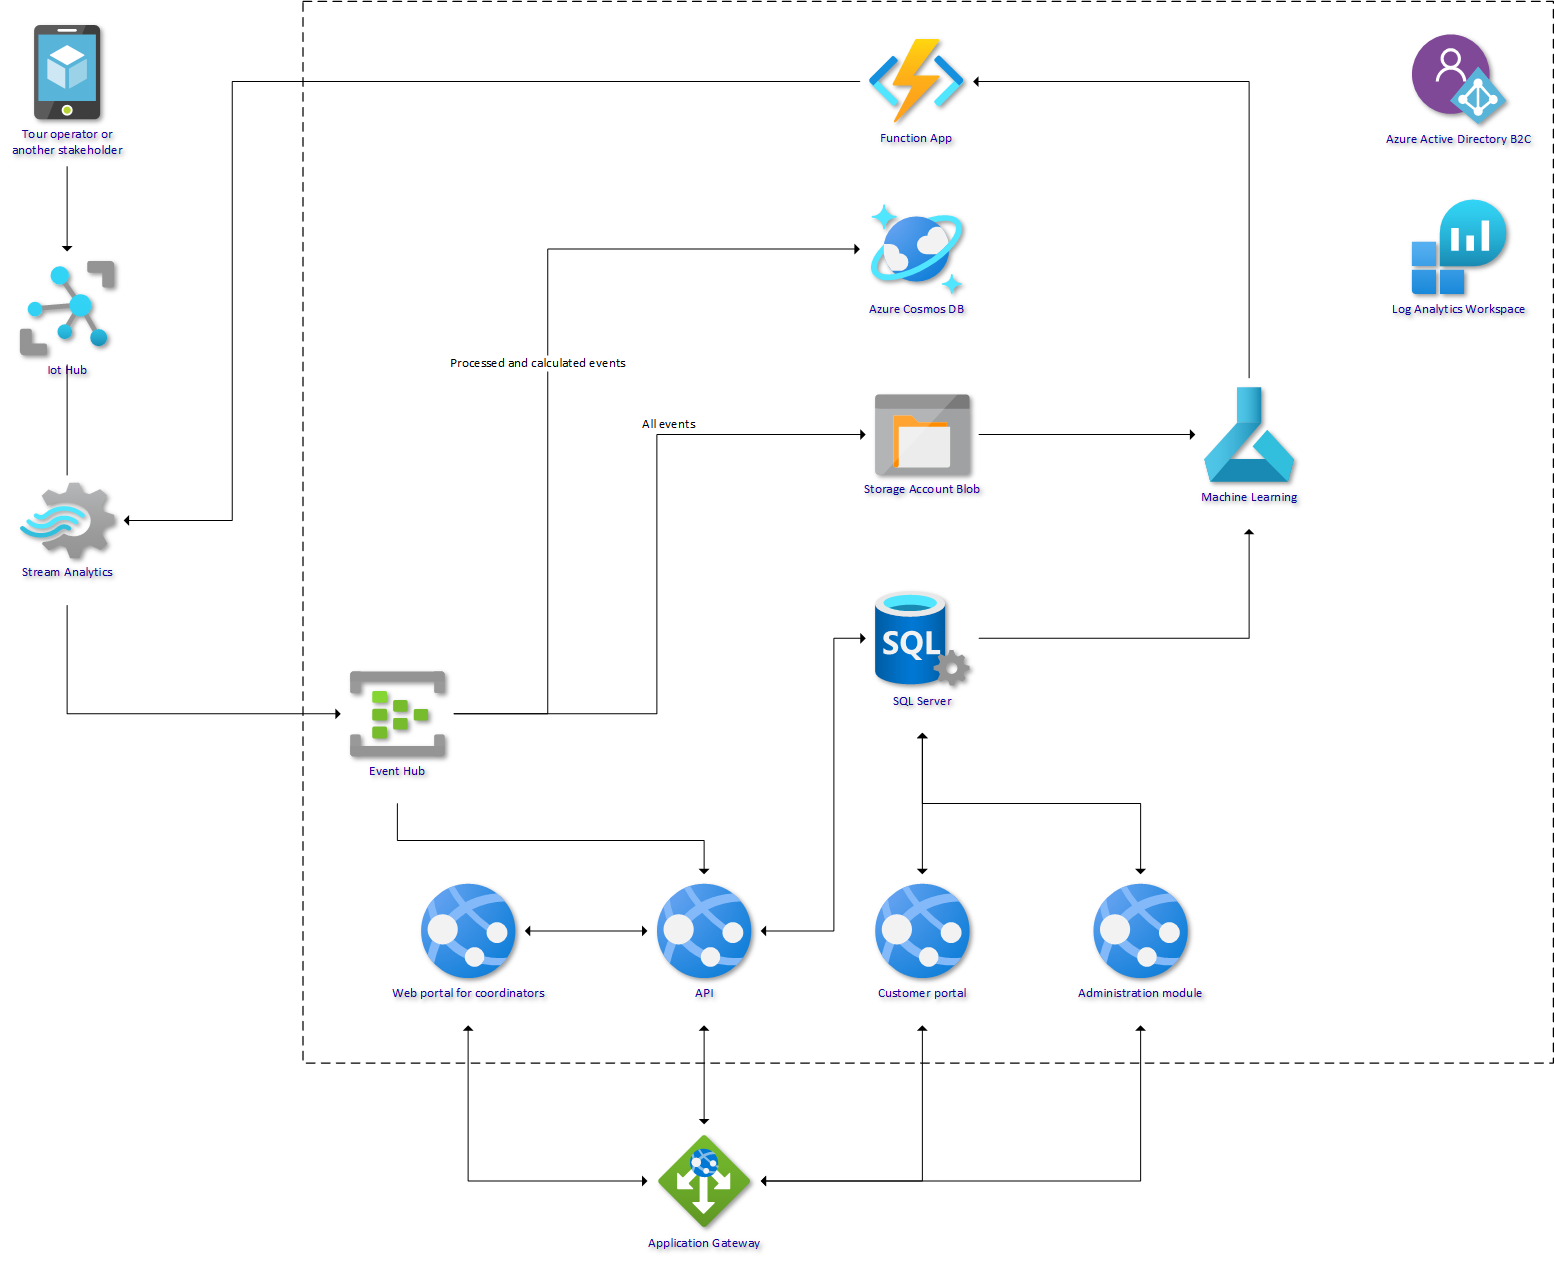 Tour operator or
another stakeholder
Function App
Azure Active Directory B2C
Azure Cosmos DB
Log Analytics Workspace
Iot Hub
Processed and calculated events
All events
Storage Account Blob
Machine Learning
Stream Analytics
SQL
SQL Server
Event Hub
Web portal for coordinators
API
Customer portal
Administration module
Application Gateway